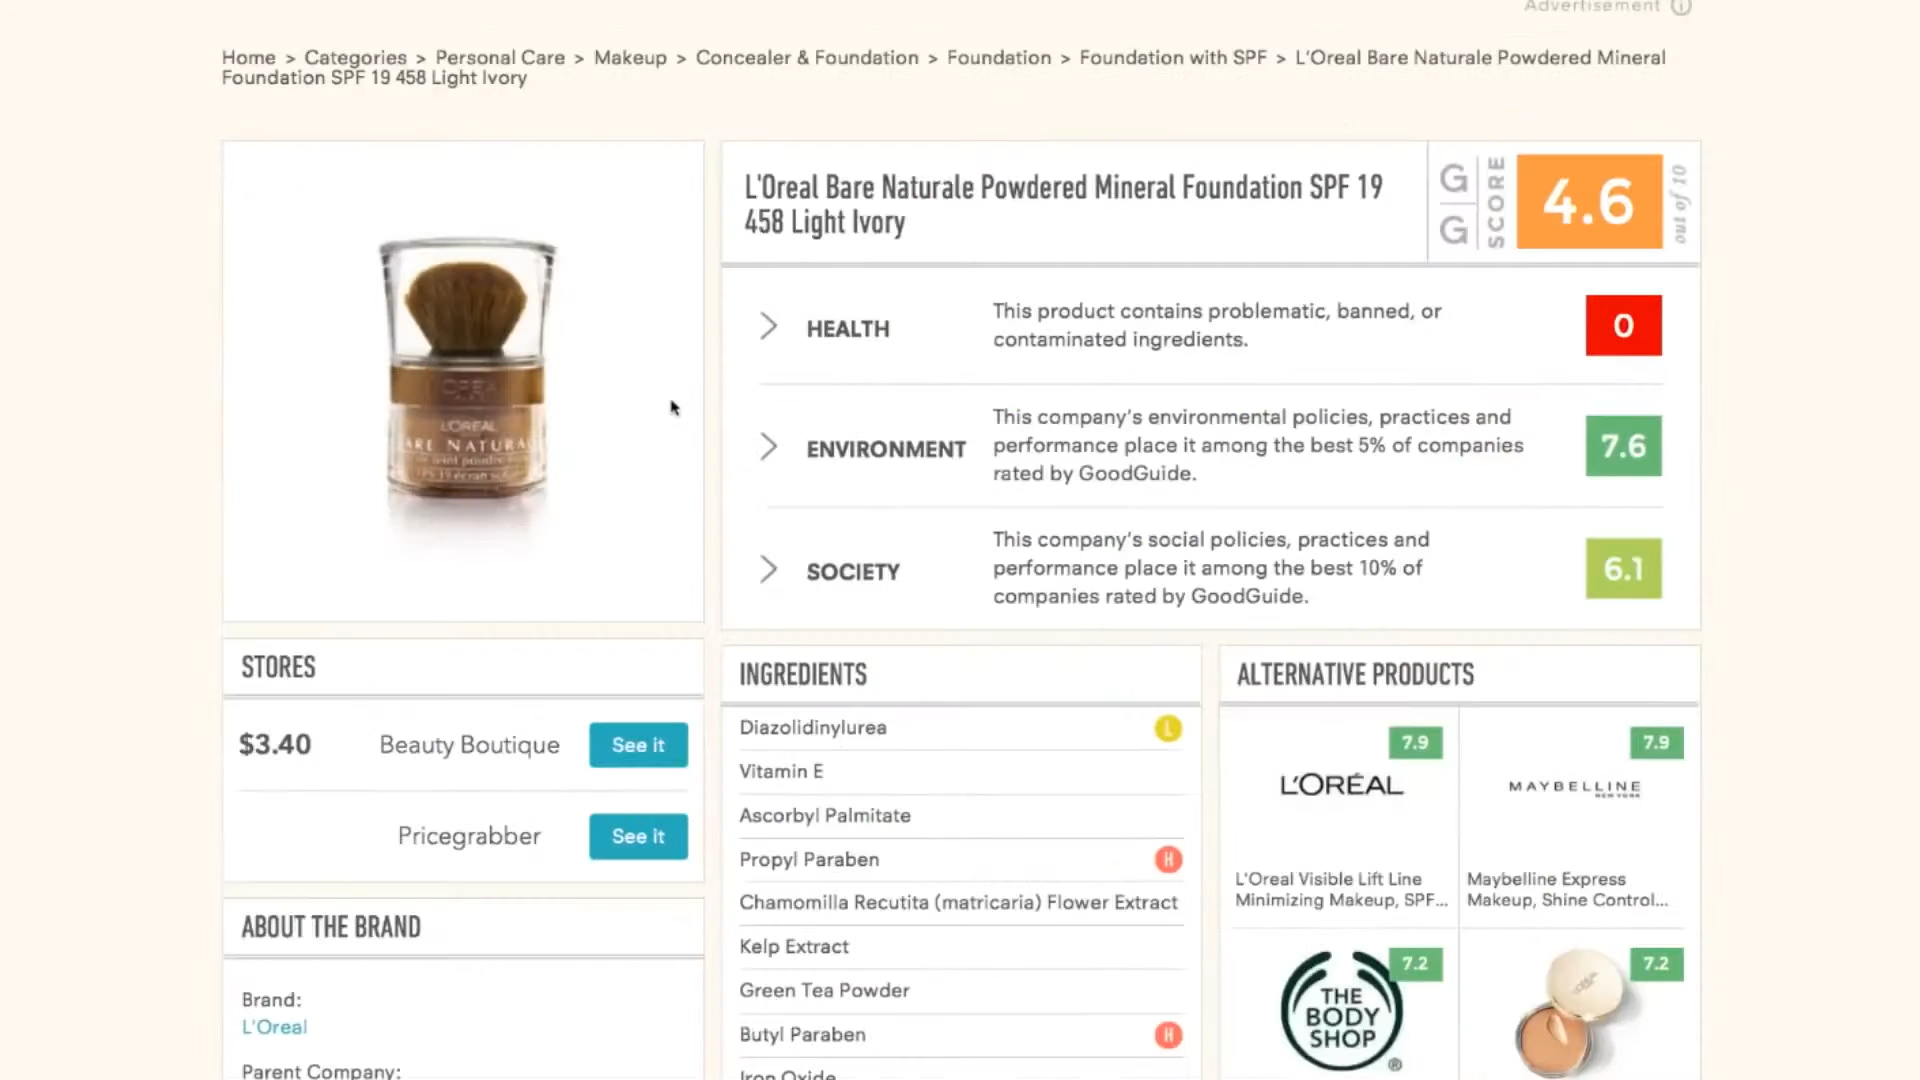 Advertisement
Home > Categories > Personal Care > Makeup > Concealer & Foundation > Foundation > Foundation with SPF > L'Oreal Bare Naturale Powdered Mineral
Foundation SPF 19 458 Light Ivory
L'Oreal Bare Naturale Powdered Mineral Foundation SPF 19
458 Light Ivory
G G SCORE
4.6
out of 10
HEALTH
This product contains problematic, banned, or
contaminated ingredients.
0
ENVIRONMENT
This company's environmental policies, practices and
performance place it among the best 5% of companies
rated by GoodGuide.
7.6
SOCIETY
This company's social policies, practices and
performance place it among the best 10% of
companies rated by GoodGuide.
6.1
L'ORÉAL
ARE NATURA
STORES
$3.40 Beauty Boutique See it
Pricegrabber See it
ABOUT THE BRAND
Brand:
L'Oreal
Parent Company:
INGREDIENTS
Diazolidinylurea L
Vitamin E
Ascorbyl Palmitate
Propyl Paraben H
Chamomilla Recutita (matricaria) Flower Extract
Kelp Extract
Green Tea Powder
Butyl Paraben H
Iron Oxide
ALTERNATIVE PRODUCTS
7.9
L'ORÉAL
L'Oreal Visible Lift Line
Minimizing Makeup, SPF...
7.9
MAYBELLINE
NEW YORK
Maybelline Express
Makeup, Shine Control...
7.2
THE
BODY
SHOP
®
7.2